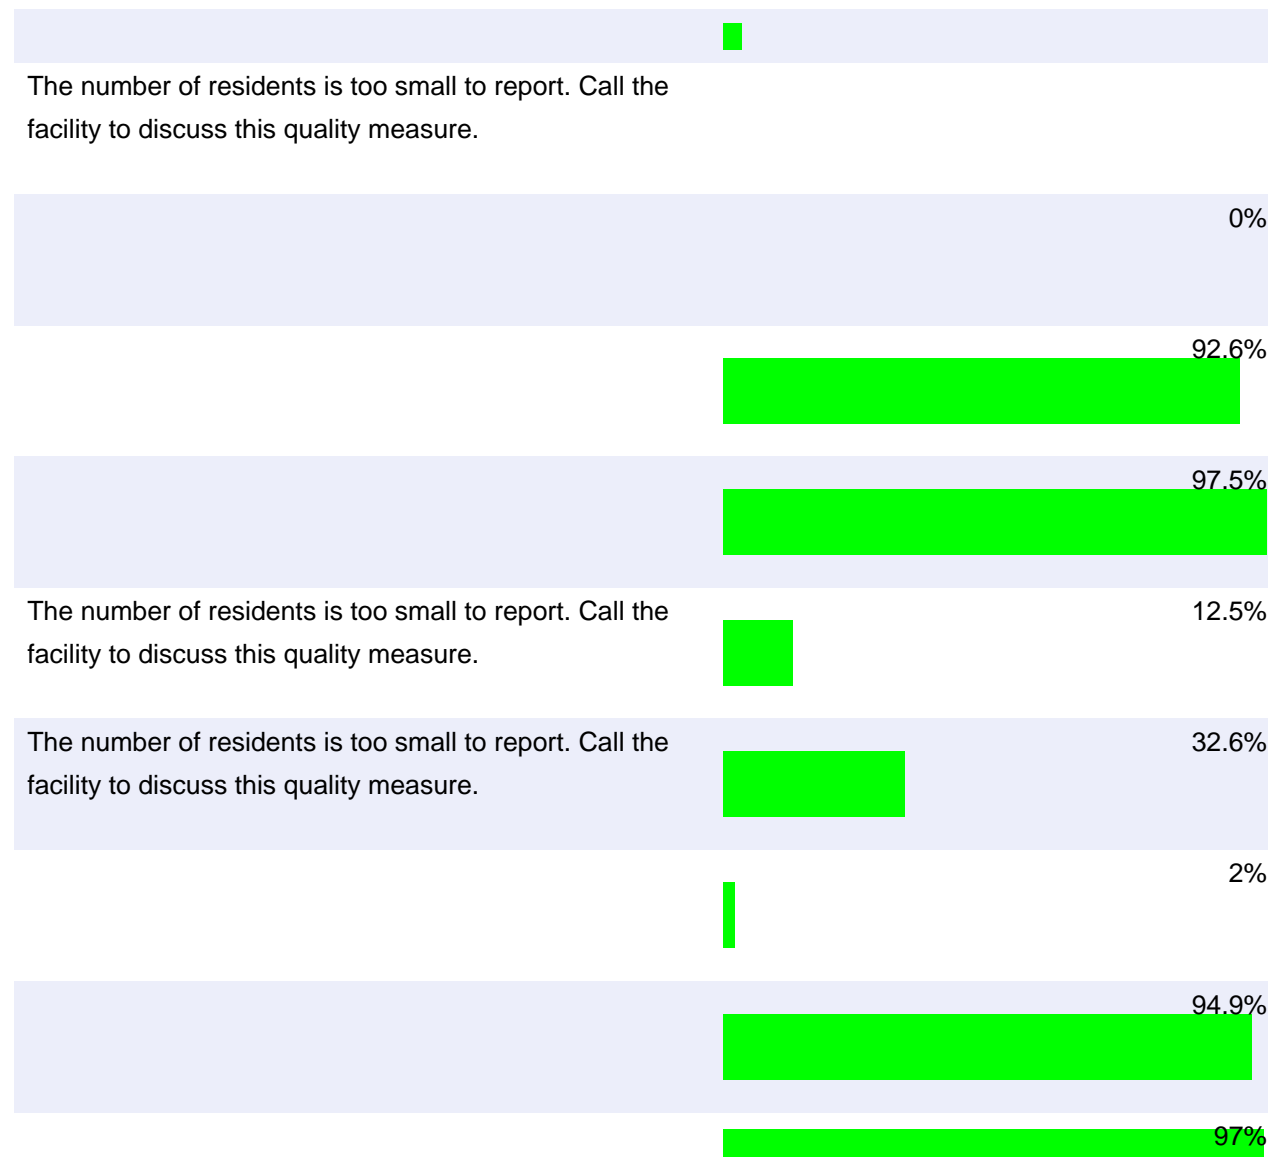 The number of residents is too small to report. Call the
facility to discuss this quality measure.
0%
92.6%
97.5%
The number of residents is too small to report. Call the
12.5%
facility to discuss this quality measure.
The number of residents is too small to report. Call the
32.6%
facility to discuss this quality measure.
2%
94.9%
97%